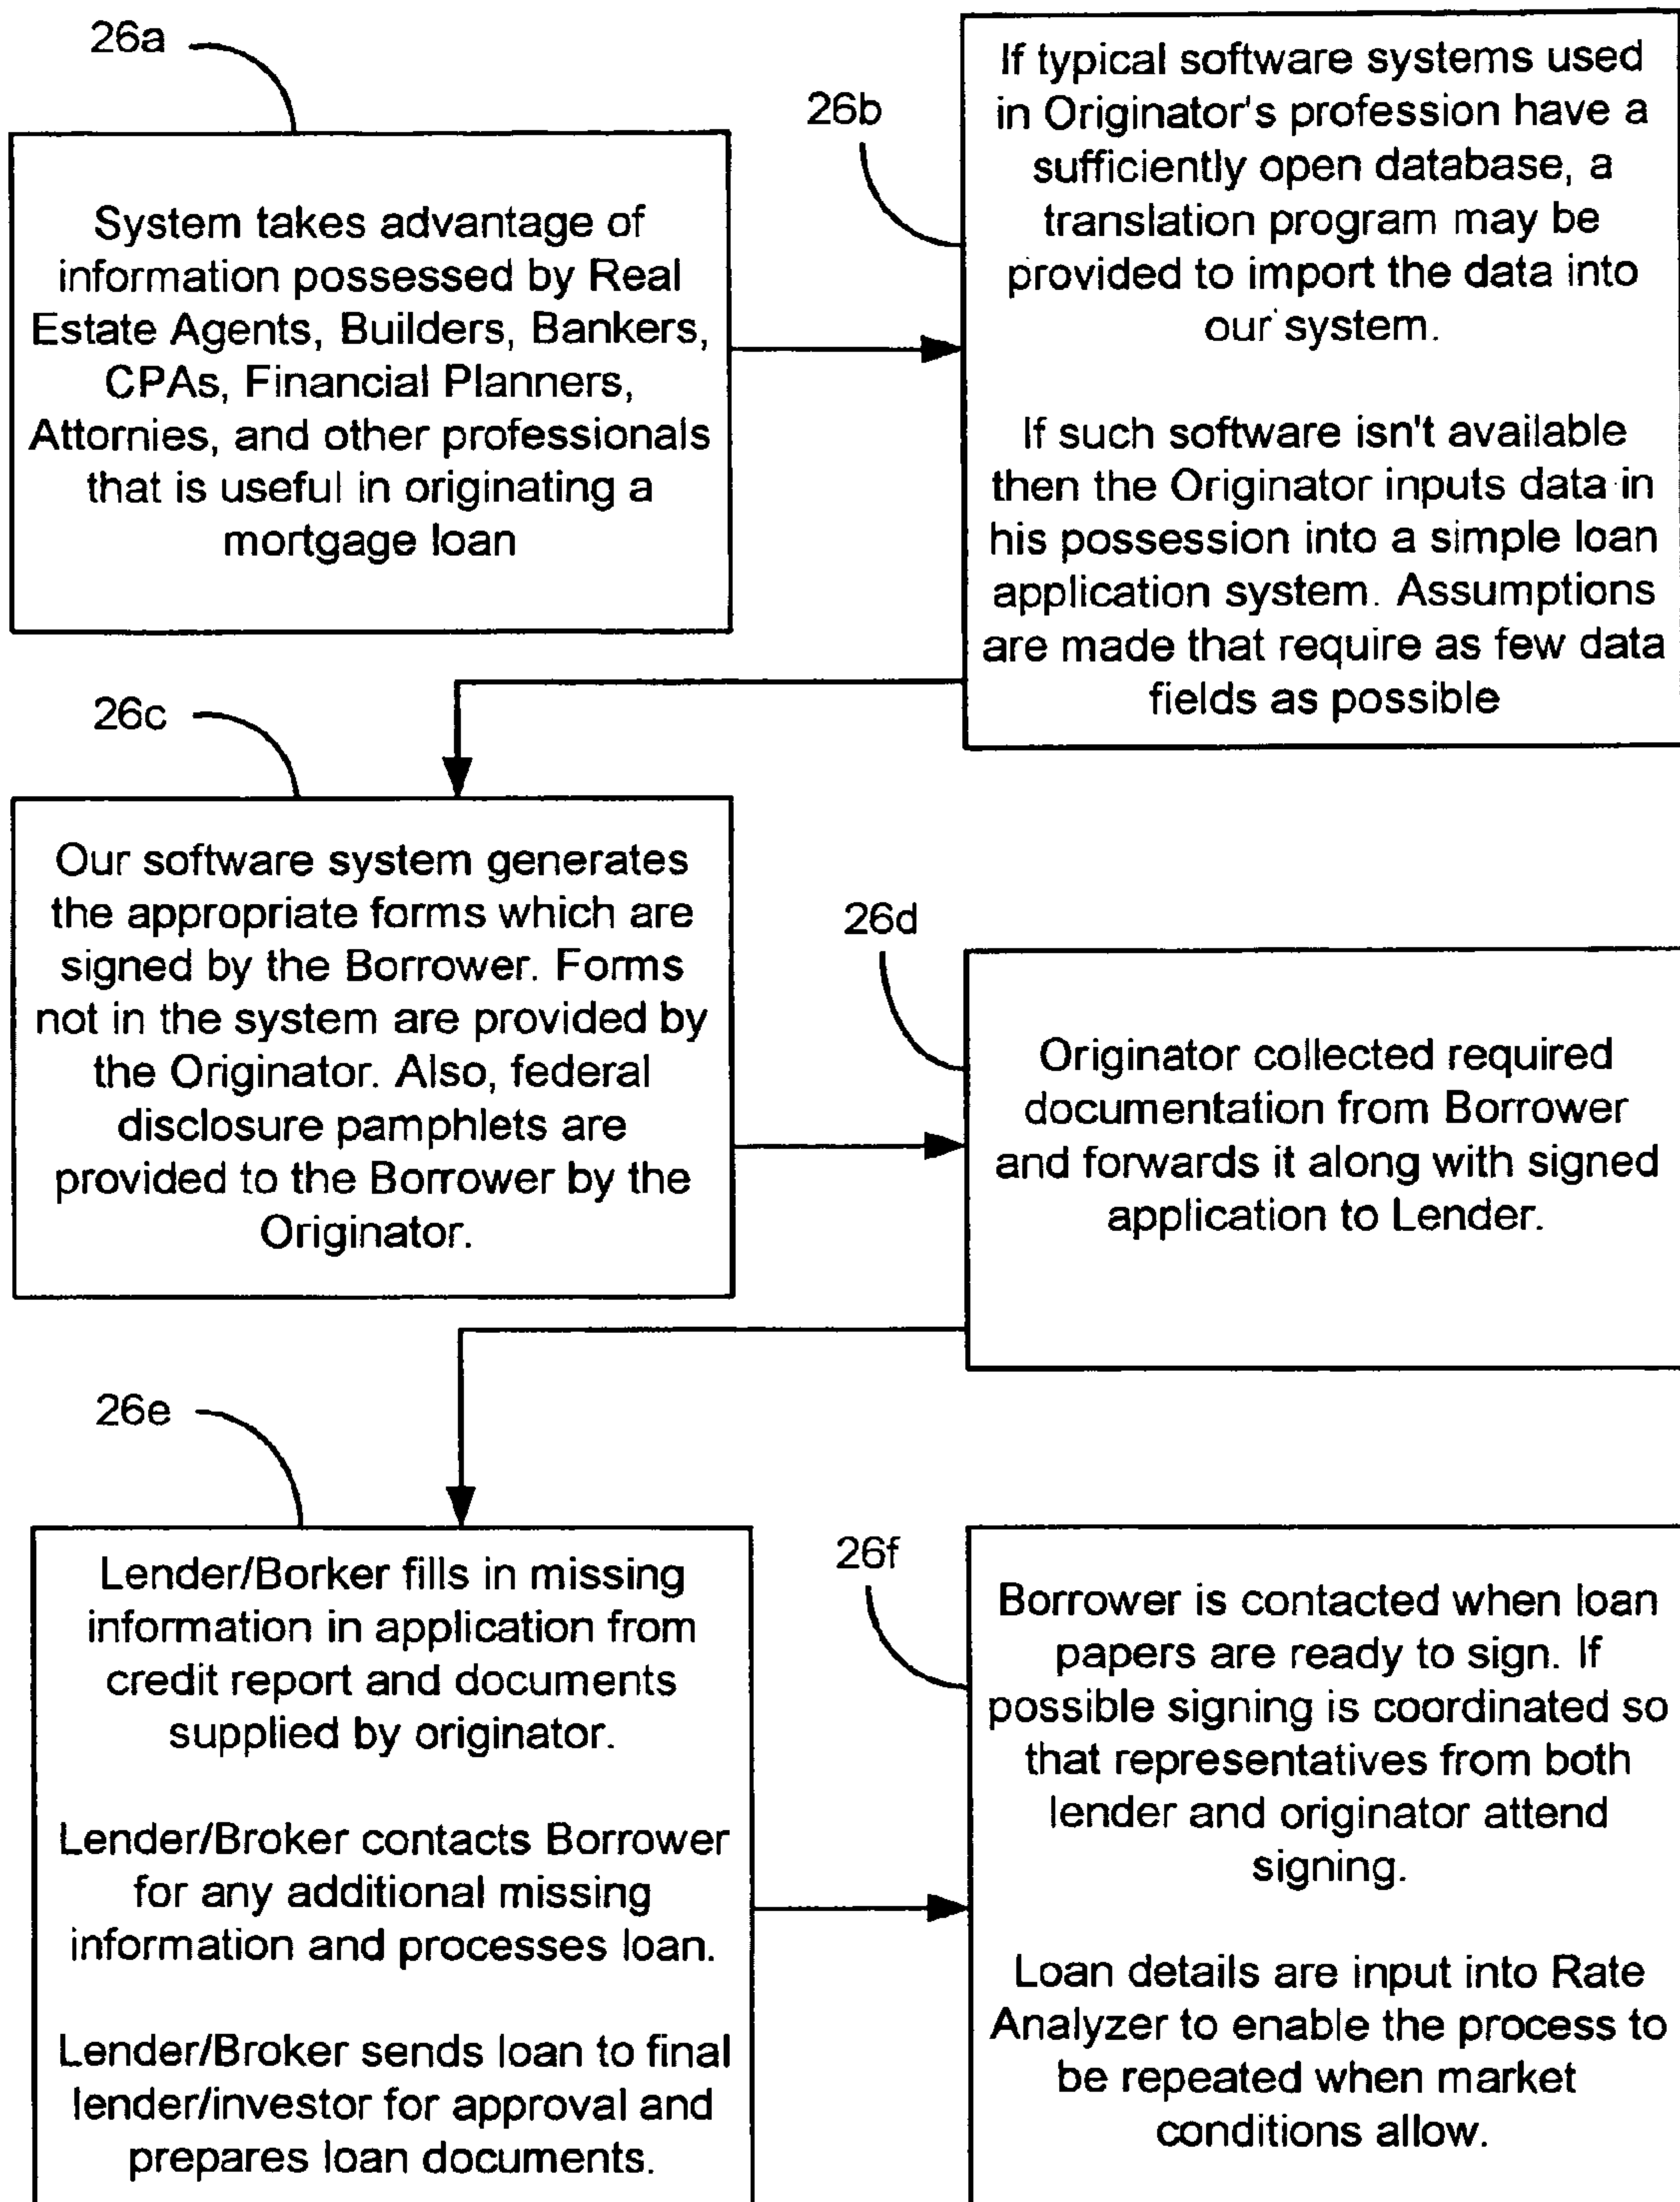 26a
System takes advantage of
information possessed by Real
Estate Agents, Builders, Bankers,
CPAs, Financial Planners,
Attornies, and other professionals
that is useful in originating a
mortgage loan
26b
If typical software systems used
in Originator's profession have a
sufficiently open database, a
translation program may be
provided to import the data into
our system.
If such software isn't available
then the Originator inputs data in
his possession into a simple loan
application system. Assumptions
are made that require as few data
fields as possible
26c
Our software system generates
the appropriate forms which are
signed by the Borrower. Forms
not in the system are provided by
the Originator. Also, federal
disclosure pamphlets are
provided to the Borrower by the
Originator.
26d
Originator collected required
documentation from Borrower
and forwards it along with signed
application to Lender.
26e
Lender/Borker fills in missing
information in application from
credit report and documents
supplied by originator.
Lender/Broker contacts Borrower
for any additional missing
information and processes loan.
Lender/Broker sends loan to final
lender/investor for approval and
prepares loan documents.
26f
Borrower is contacted when loan
papers are ready to sign. If
possible signing is coordinated so
that representatives from both
lender and originator attend
signing.
Loan details are input into Rate
Analyzer to enable the process to
be repeated when market
conditions allow.